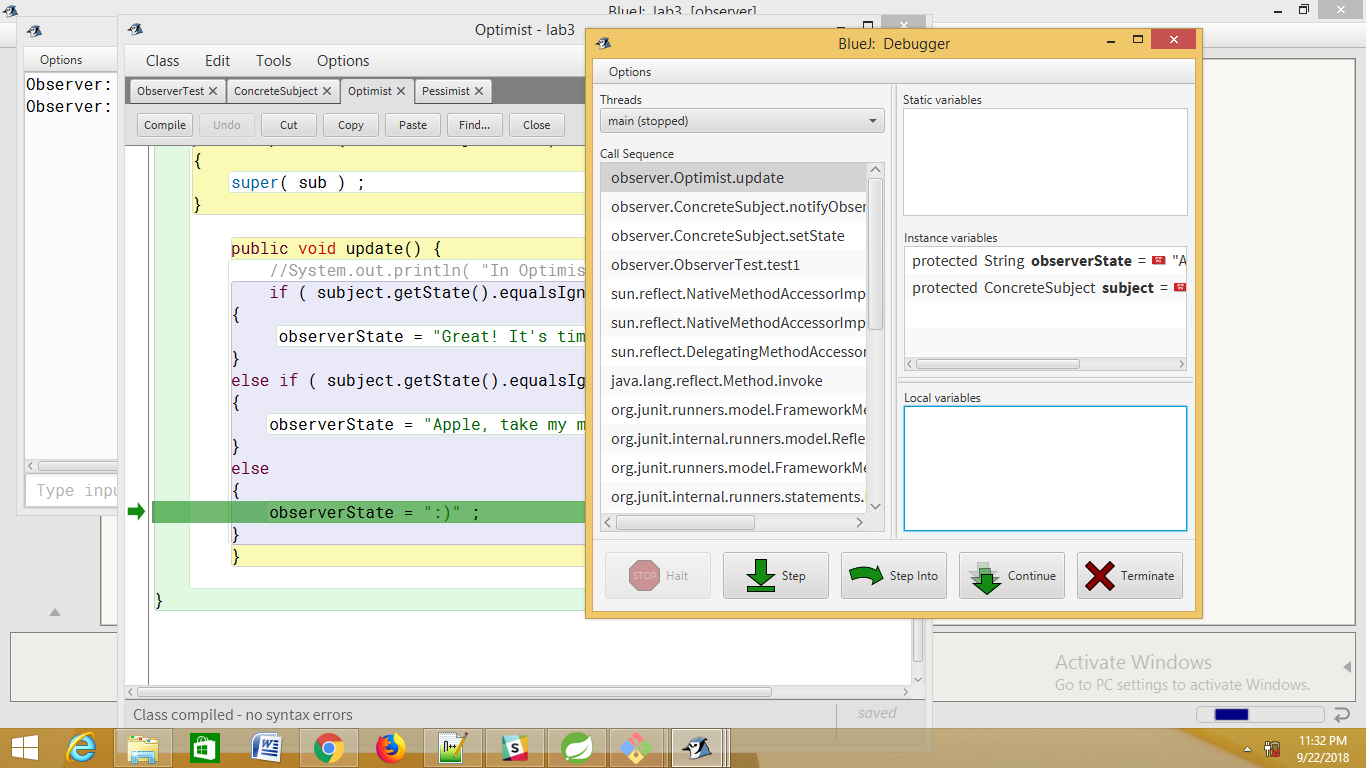 BlueJ: lab3 [observer]
Options
Observer:
Observer:
Type inpu
Optimist - lab3
Class Edit Tools Options
ObserverTest ConcreteSubject Optimist Pessimist
Compile Undo Cut Copy Paste Find... Close
{
super( sub ) ;
}
public void update() {
//System.out.println( "In Optimis
if ( subject.getState().equalsIgn
{
observerState = "Great! It's tim
}
else if ( subject.getState().equalsIgn
{
observerState = "Apple, take my m
}
else
{
observerState = ":)" ;
}
}
}
Class compiled - no syntax errors
saved
BlueJ: Debugger
Options
Threads
main (stopped)
Call Sequence
observer.Optimist.update
observer.ConcreteSubject.notifyObser
observer.ConcreteSubject.setState
observer.ObserverTest.test1
sun.reflect.NativeMethodAccessorImp
sun.reflect.NativeMethodAccessorImp
sun.reflect.DelegatingMethodAccessor
java.lang.reflect.Method.invoke
org.junit.runners.model.FrameworkMe
org.junit.internal.runners.model.Refle
org.junit.runners.model.FrameworkMe
org.junit.internal.runners.statements.
Static variables
Instance variables
protected String observerState = "A
protected ConcreteSubject subject =
Local variables
STOP Halt
Step
Step Into
Continue
Terminate
Activate Windows
Go to PC settings to activate Windows.
11:32 PM
9/22/2018